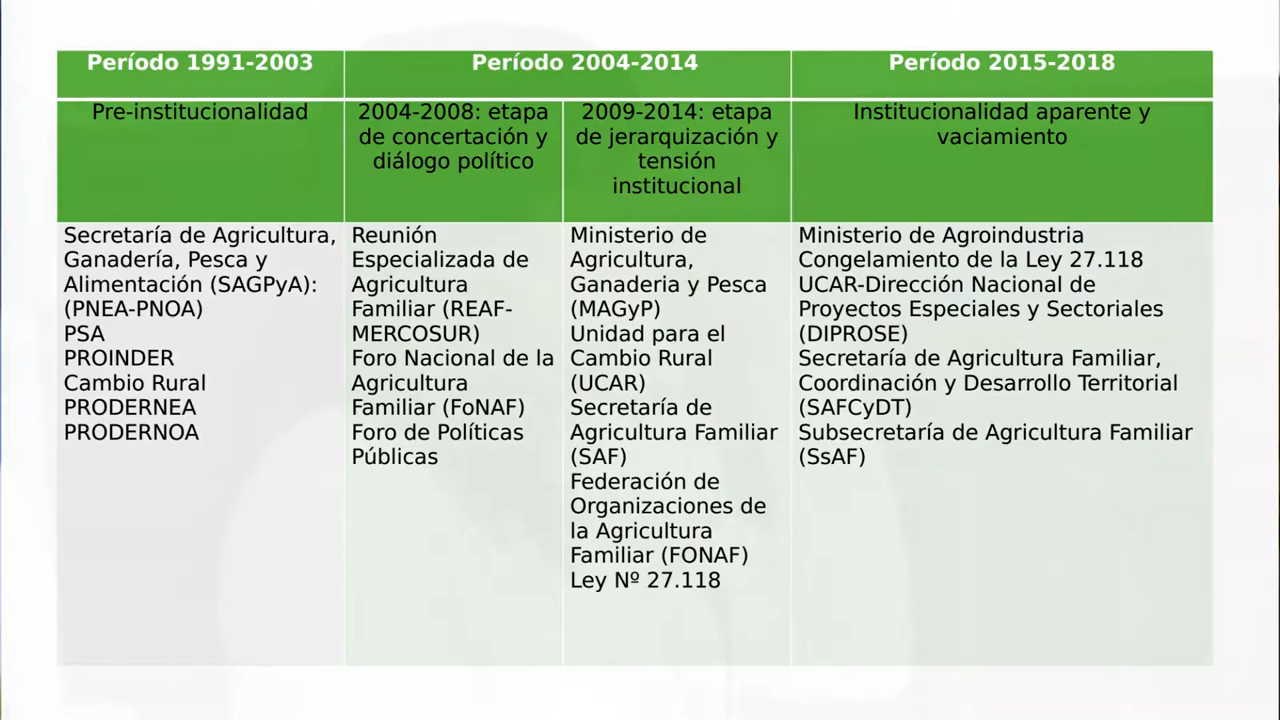 Período 1991-2003
Período 2004-2014
Período 2015-2018
Pre-institucionalidad
2004-2008: etapa
de concertación y
diálogo político
2009-2014: etapa
de jerarquización y
tensión
institucional
Institucionalidad aparente y
vaciamiento
Secretaría de Agricultura,
Ganadería, Pesca y
Alimentación (SAGPyA):
(PNEA-PNOA)
PSA
PROINDER
Cambio Rural
PRODERNEA
PRODERNOA
Reunión
Especializada de
Agricultura
Familiar (REAF-
MERCOSUR)
Foro Nacional de la
Agricultura
Familiar (FoNAF)
Foro de Políticas
Públicas
Ministerio de
Agricultura,
Ganaderia y Pesca
(MAGyP)
Unidad para el
Cambio Rural
(UCAR)
Secretaría de
Agricultura Familiar
(SAF)
Federación de
Organizaciones de
la Agricultura
Familiar (FONAF)
Ley Nº 27.118
Ministerio de Agroindustria
Congelamiento de la Ley 27.118
UCAR-Dirección Nacional de
Proyectos Especiales y Sectoriales
(DIPROSE)
Secretaría de Agricultura Familiar,
Coordinación y Desarrollo Territorial
(SAFCyDT)
Subsecretaría de Agricultura Familiar
(SsAF)